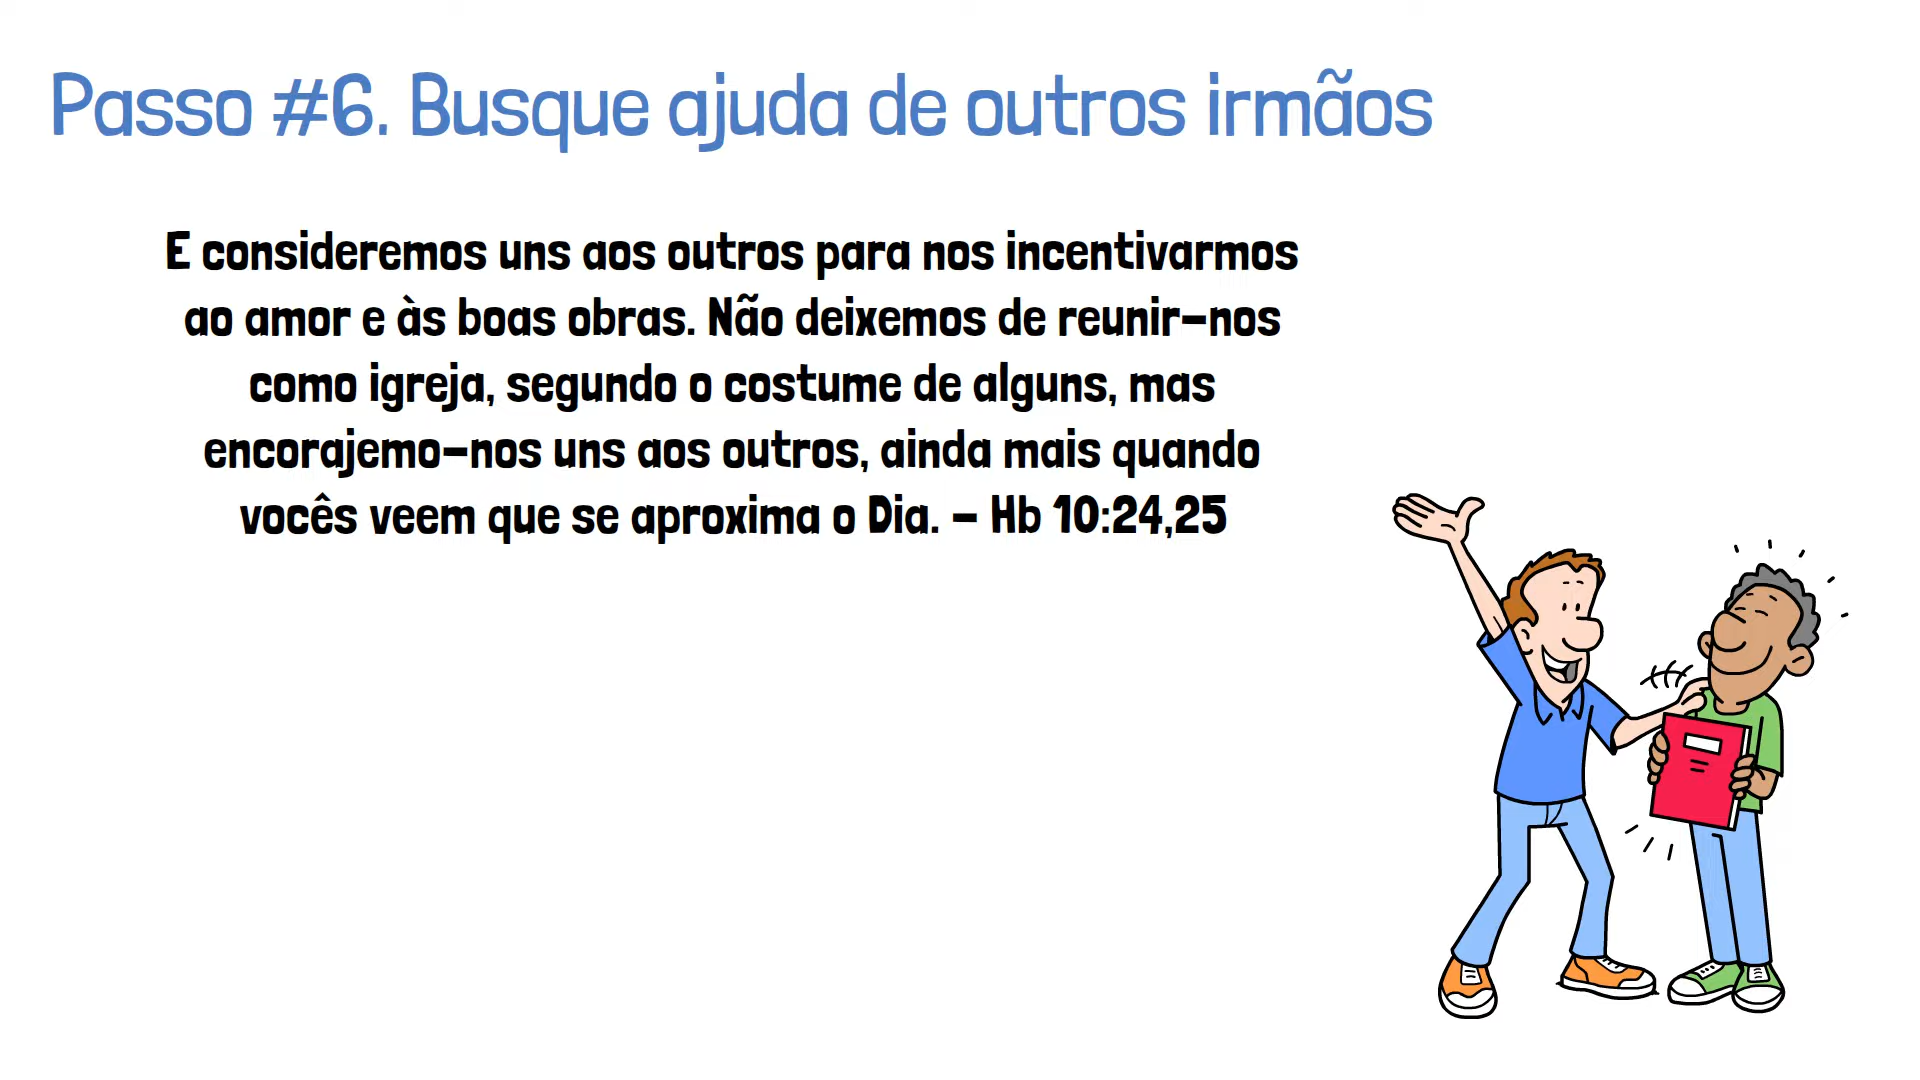 Passo #6. Busque ajuda de outros irmãos
E consideremos uns aos outros para nos incentivarmos
ao amor e às boas obras. Não deixemos de reunir-nos
como igreja, segundo o costume de alguns, mas
encorajemo-nos uns aos outros, ainda mais quando
vocês veem que se aproxima o Dia. - Hb 10:24,25